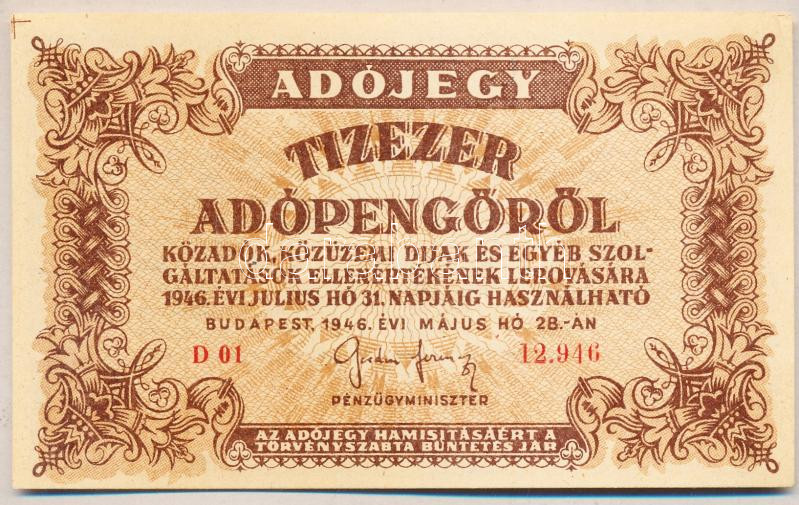 ADÓJEGY
TIZEZER
ADÓPENGŐRŐL
KÖZADÓK, KÖZÜZEMI DIJAK ÉS EGYÉB SZOL-
GÁLTATÁSOK ELLENÉRTÉKÉNEK LEROVÁSÁRA
1946. ÉVI JULIUS HÓ 31. NAPJÁIG HASZNÁLHATÓ
BUDAPEST, 1946. ÉVI MÁJUS HÓ 28.-ÁN
D 01 12.946
PÉNZÜGYMINISZTER
AZ ADÓJEGY HAMISITÁSÁÉRT A
TÖRVÉNYSZABTA BÜNTETÉS JÁR